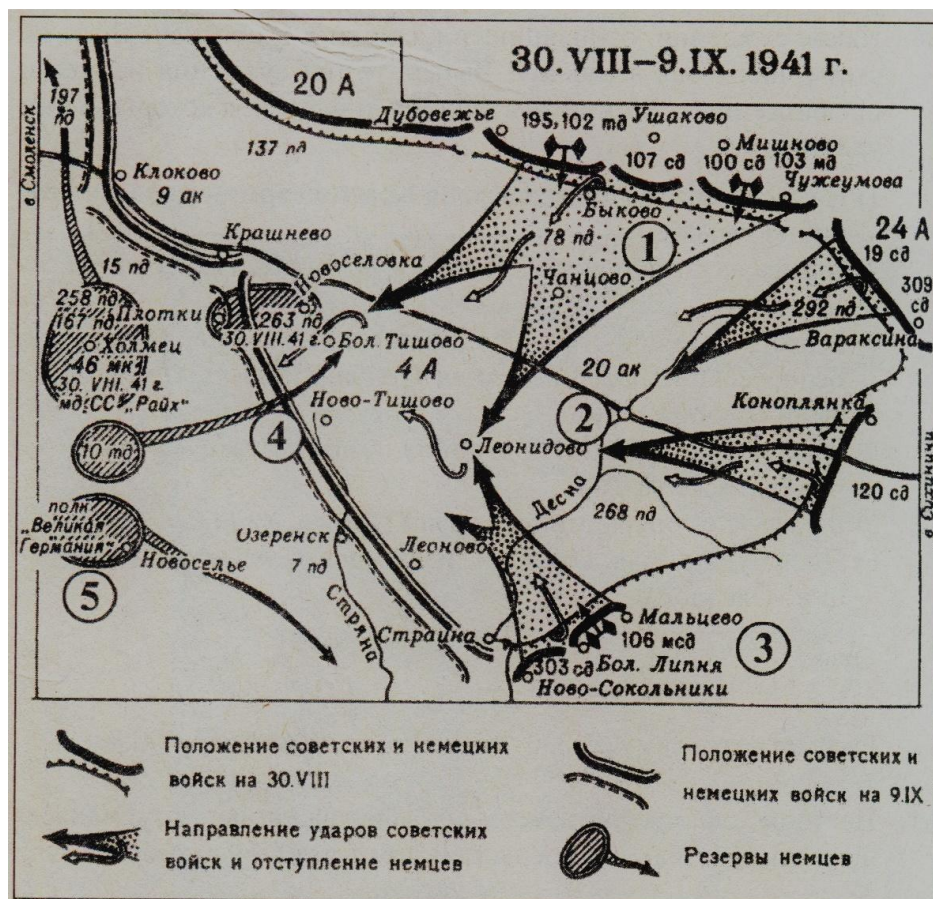 30.VIII–9.IX.1941 г.
20 А
Дубовежье
195,102 тд
Ушаково
197
пд
137 пд
107 сд
Мишново
100 сд
103 мд
Чужеумова
в Смоленск
Клоково
9 ак
Быково
78 пд
1
24 А
19 сд
Крашнево
309
сд
15 пд
Новоселовка
Чанцово
258 пд
167 пд
Холмец
46 мк
30.VIII.41 г.
мд СС „Райх"
Плотки
263 пд
30.VIII.41 г.
Бол. Тишово
292 пд
Вараксина
4 А
20 ак
Ново-Тишово
2
Коноплянка
4
10 тд
Леонидово
120 сд
в Сухиничи
полк
„Великая
Германия"
Десна
268 пд
Озеренск
Леоново
Новоселье
7 пд
5
Стряна
Страина
Мальцево
106 мсд
3
303 сд
Бол. Липня
Ново-Сокольники
Положение советских и немецких
войск на 30.VIII
Положение советских и
немецких войск на 9.IX
Направление ударов советских
войск и отступление немцев
Резервы немцев